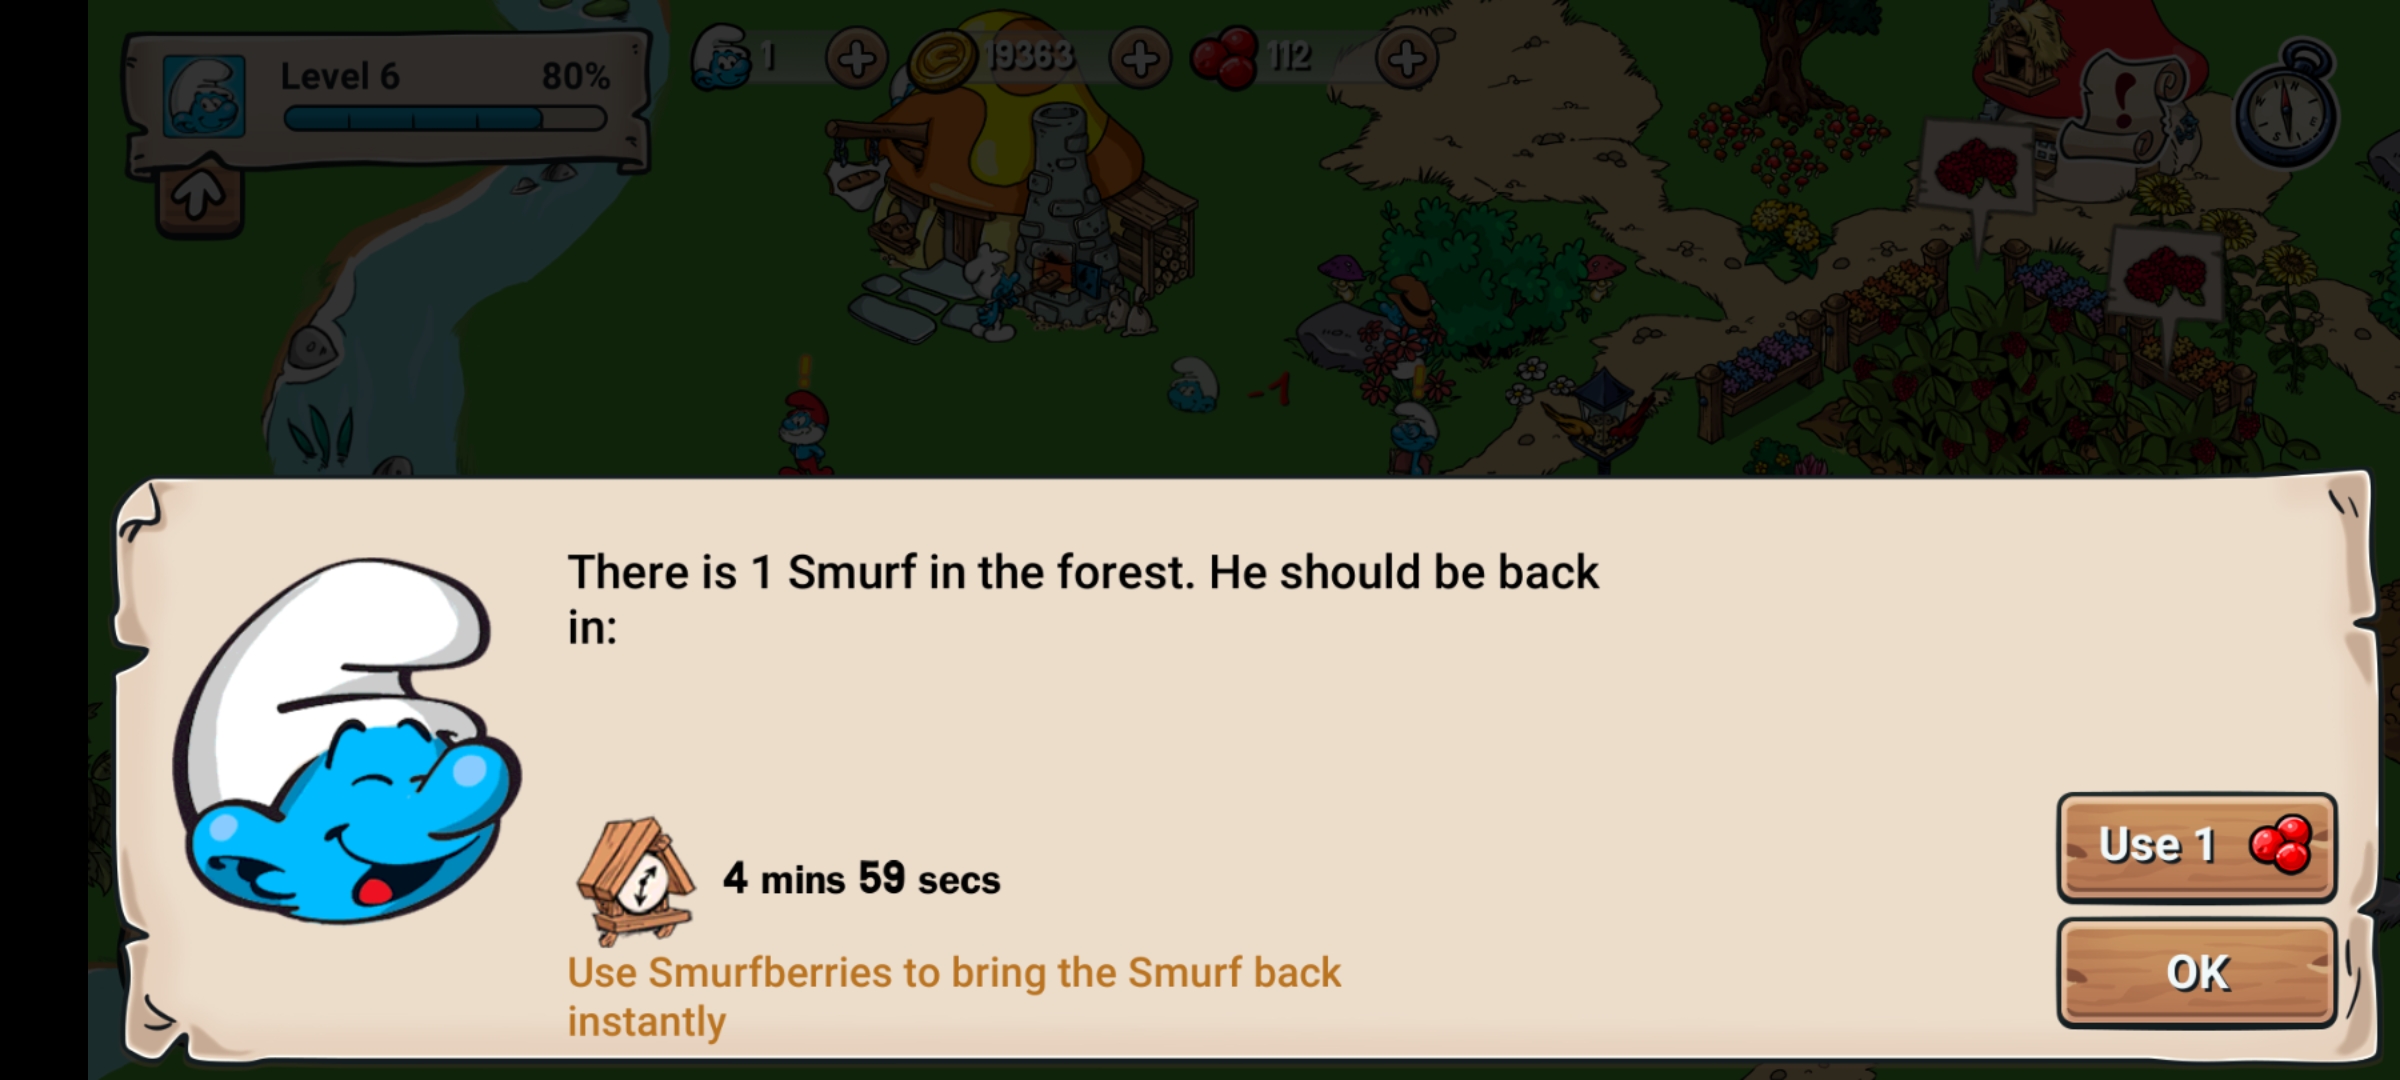 Level 6 80%
1
19363
112
-1
There is 1 Smurf in the forest. He should be back
in:
4 mins 59 secs
Use Smurfberries to bring the Smurf back
instantly
Use 1
OK